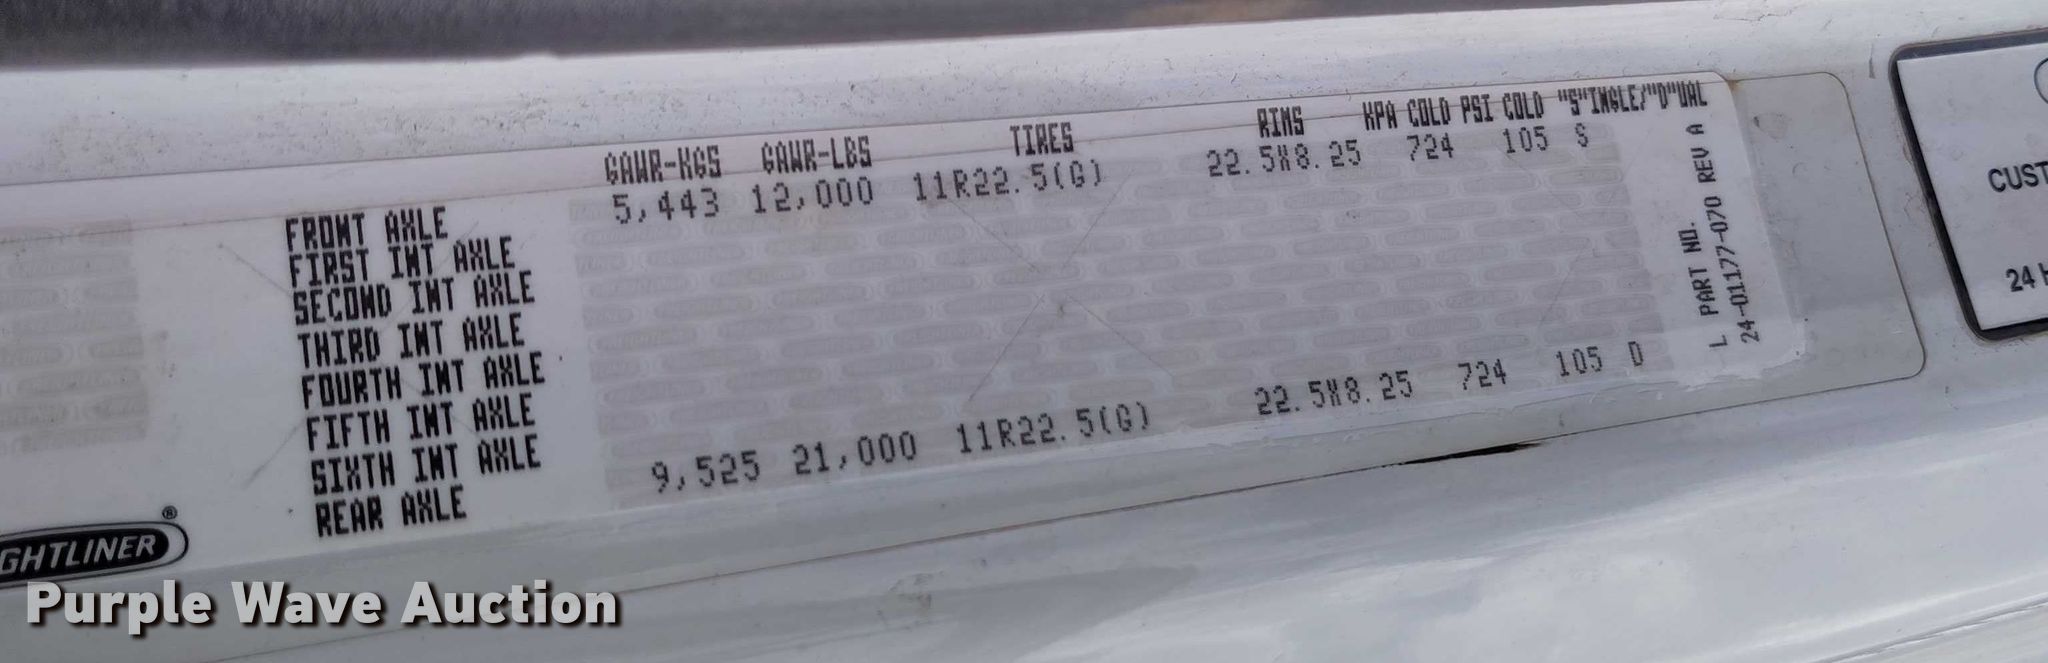 GAWR-KGS GAWR-LBS TIRES RIMS KPA COLD PSI COLD "S"INGLE/"D"UAL
FRONT AXLE 5,443 12,000 11R22.5(G) 22.5X8.25 724 105 S
FIRST INT AXLE
SECOND INT AXLE
THIRD INT AXLE
FOURTH INT AXLE
FIFTH INT AXLE
SIXTH INT AXLE
REAR AXLE 9,525 21,000 11R22.5(G) 22.5X8.25 724 105 D
L PART NO.
24-01177-070 REV A
CUST
24 H
GHTLINER®
Purple Wave Auction